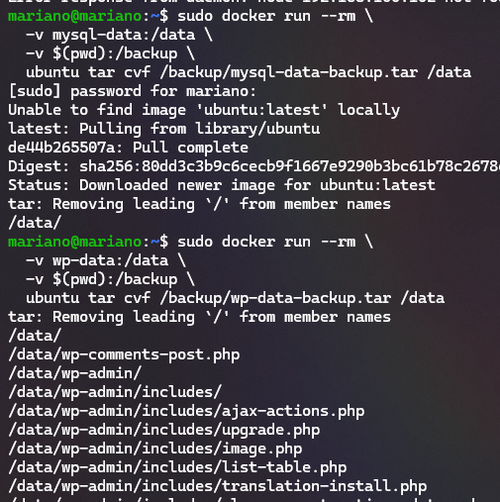 mariano@mariano:~$ sudo docker run --rm \
-v mysql-data:/data \
-v $(pwd):/backup \
ubuntu tar cvf /backup/mysql-data-backup.tar /data
[sudo] password for mariano:
Unable to find image 'ubuntu:latest' locally
latest: Pulling from library/ubuntu
de44b265507a: Pull complete
Digest: sha256:80dd3c3b9c6cecb9f1667e9290b3bc61b78c2678c
Status: Downloaded newer image for ubuntu:latest
tar: Removing leading `/' from member names
/data/
mariano@mariano:~$ sudo docker run --rm \
-v wp-data:/data \
-v $(pwd):/backup \
ubuntu tar cvf /backup/wp-data-backup.tar /data
tar: Removing leading `/' from member names
/data/
/data/wp-comments-post.php
/data/wp-admin/
/data/wp-admin/includes/
/data/wp-admin/includes/ajax-actions.php
/data/wp-admin/includes/upgrade.php
/data/wp-admin/includes/image.php
/data/wp-admin/includes/list-table.php
/data/wp-admin/includes/translation-install.php